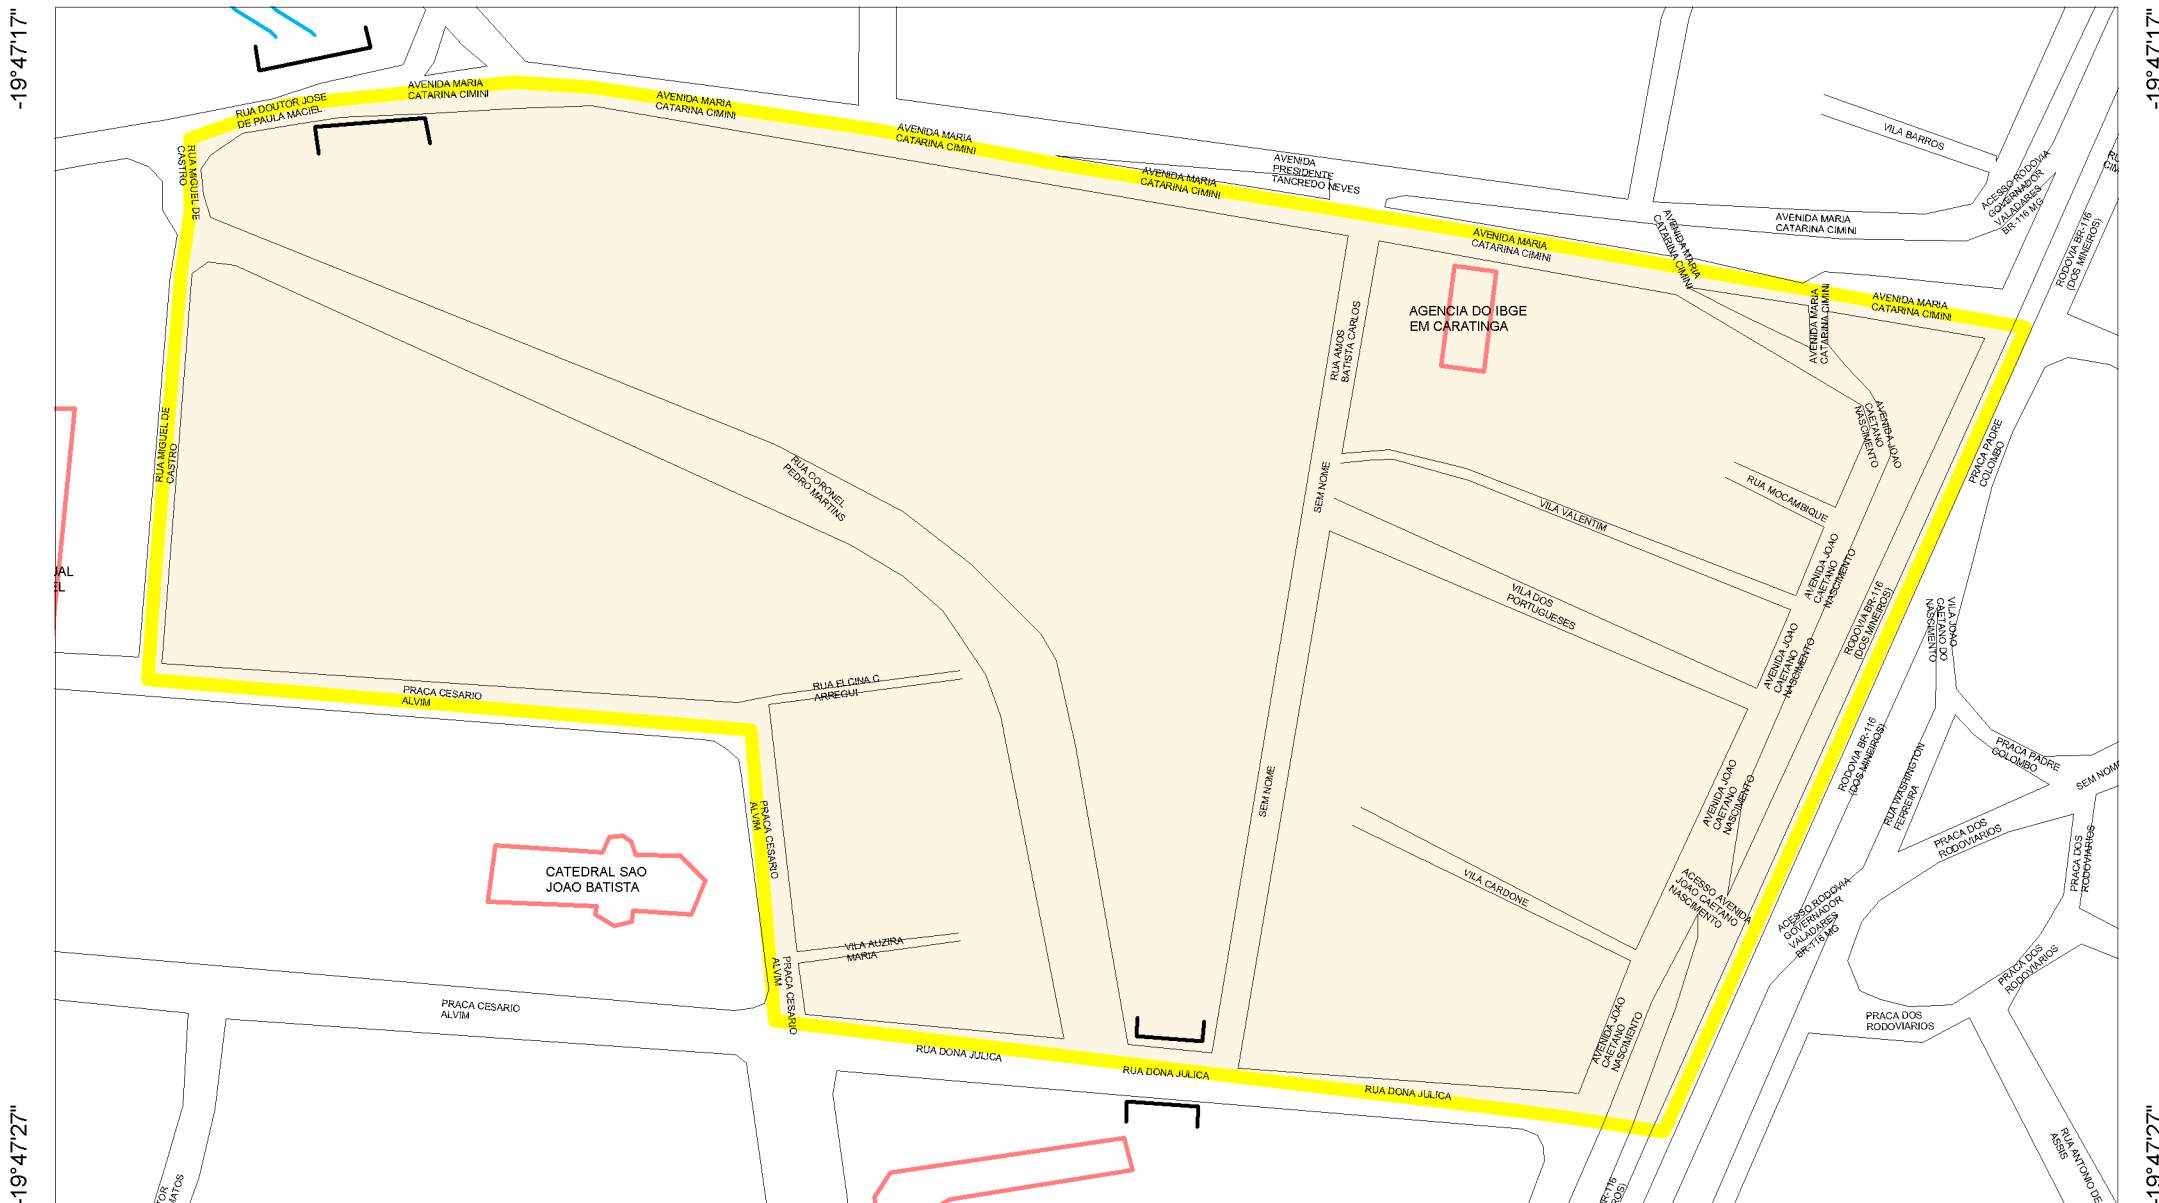 -19°47'17"
-19°47'17"
RUA DOUTOR JOSE
DE PAULA MACIEL
AVENIDA MARIA
CATARINA CIMINI
AVENIDA MARIA
CATARINA CIMINI
AVENIDA MARIA
CATARINA CIMINI
AVENIDA MARIA
CATARINA CIMINI
AVENIDA
PRESIDENTE
TANCREDO NEVES
VILA BARROS
ACESSO RODOVIA
GOVERNADOR
VALADARES
BR-116 MG
AVENIDA MARIA
CATARINA CIMINI
RODOVIA BR-116
(DOS MINEIROS)
RUA MIGUEL DE
CASTRO
AVENIDA MARIA
CATARINA CIMINI
AVENIDA MARIA
CATARINA CIMINI
AVENIDA MARIA
CATARINA CIMINI
AVENIDA MARIA
CATARINA CIMINI
AGENCIA DO IBGE
EM CARATINGA
RUA AMOS
BATISTA CARLOS
AVENIDA JOAO
CAETANO
NASCIMENTO
PRACA PADRE
COLOMBO
RUA MIGUEL DE
CASTRO
RUA CORONEL
PEDRO MARTINS
SEM NOME
VILA VALENTIM
RUA MOCAMBIQUE
AVENIDA JOAO
CAETANO
NASCIMENTO
VILA DOS
PORTUGUESES
RODOVIA BR-116
(DOS MINEIROS)
VILA JOAO
CAETANO DO
NASCIMENTO
AVENIDA JOAO
CAETANO
NASCIMENTO
PRACA CESARIO
ALVIM
RUA ELCINA C
ARREGUI
RODOVIA BR-116
(DOS MINEIROS)
PRACA PADRE
COLOMBO
SEM NOME
RUA WASHINGTON
FERREIRA
SEM NOME
AVENIDA JOAO
CAETANO
NASCIMENTO
PRACA DOS
RODOVIARIOS
PRACA DOS
RODOVIARIOS
PRACA CESARIO
ALVIM
CATEDRAL SAO
JOAO BATISTA
VILA CARDONE
ACESSO AVENIDA
JOAO CAETANO
NASCIMENTO
ACESSO RODOVIA
GOVERNADOR
VALADARES
BR-116 MG
VILA AUZIRA
MARIA
PRACA CESARIO
ALVIM
PRACA DOS
RODOVIARIOS
PRACA CESARIO
ALVIM
PRACA DOS
RODOVIARIOS
AVENIDA JOAO
CAETANO
NASCIMENTO
RUA DONA JULICA
RUA DONA JULICA
RUA DONA JULICA
RUA ANTONIO DE
ASSIS
-19°47'27"
-19°47'27"